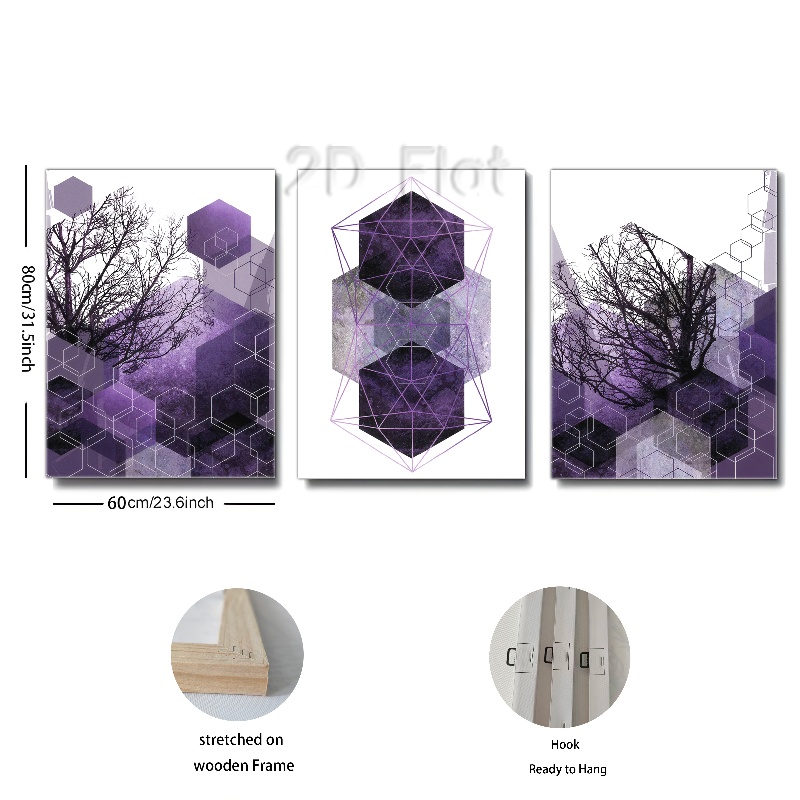 2D Flat
80cm/31.5inch
60cm/23.6inch
stretched on
wooden Frame
Hook
Ready to Hang